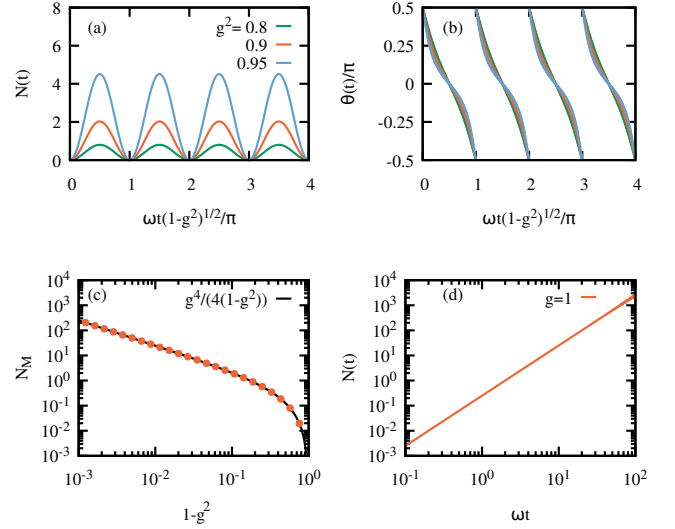 (a)
g²= 0.8
0.9
0.95
N(t)
8
6
4
2
0
0 1 2 3 4
ωt(1-g²)¹/²/π
(b)
θ(t)/π
0.5
0.25
0
-0.25
-0.5
0 1 2 3 4
ωt(1-g²)¹/²/π
(c)
g⁴/(4(1-g²))
N_M
10⁴
10³
10²
10¹
10⁰
10⁻¹
10⁻²
10⁻³
10⁻³ 10⁻² 10⁻¹ 10⁰
1-g²
(d)
g=1
N(t)
10⁴
10³
10²
10¹
10⁰
10⁻¹
10⁻²
10⁻³
10⁻¹ 10⁰ 10¹ 10²
ωt